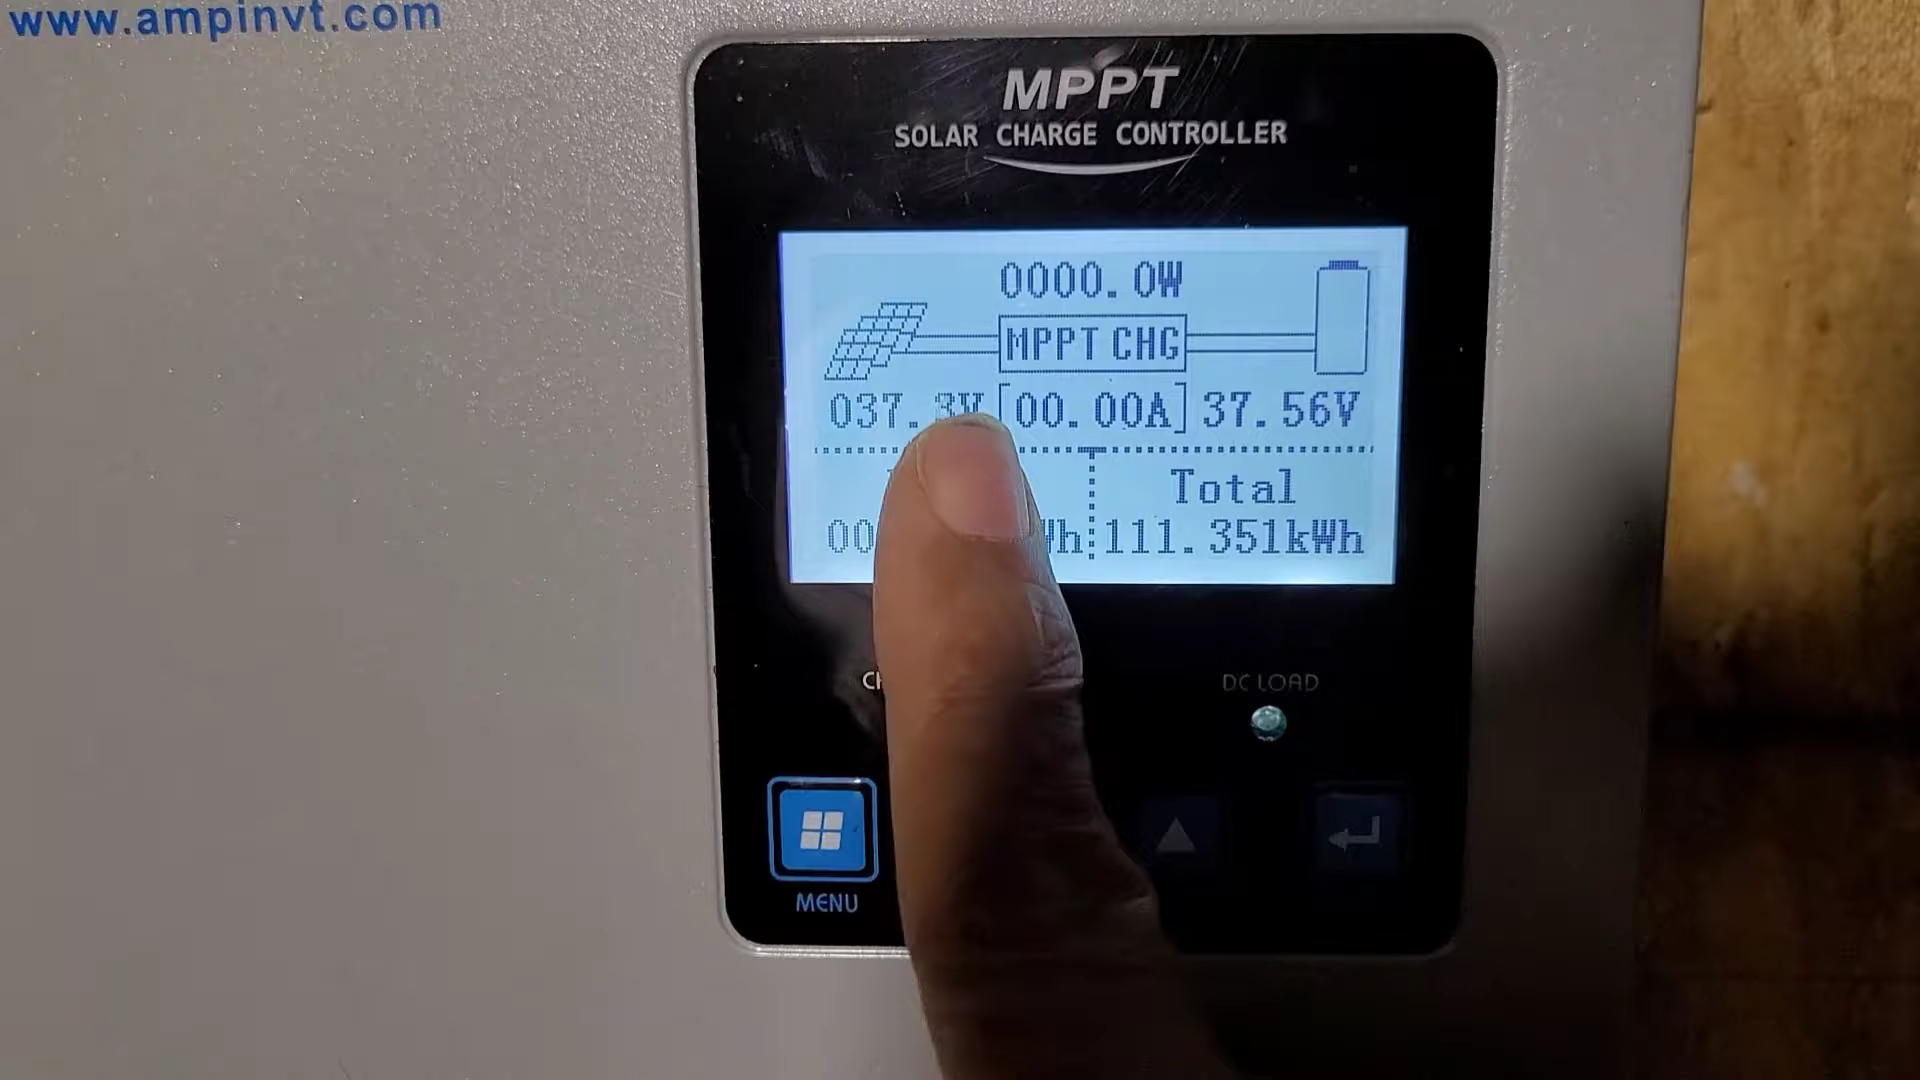 www.ampinvt.com
MPPT
SOLAR CHARGE CONTROLLER
0000.0W
MPPT CHG
037.3V [00.00A] 37.56V
Total
111.351kWh
DC LOAD
MENU